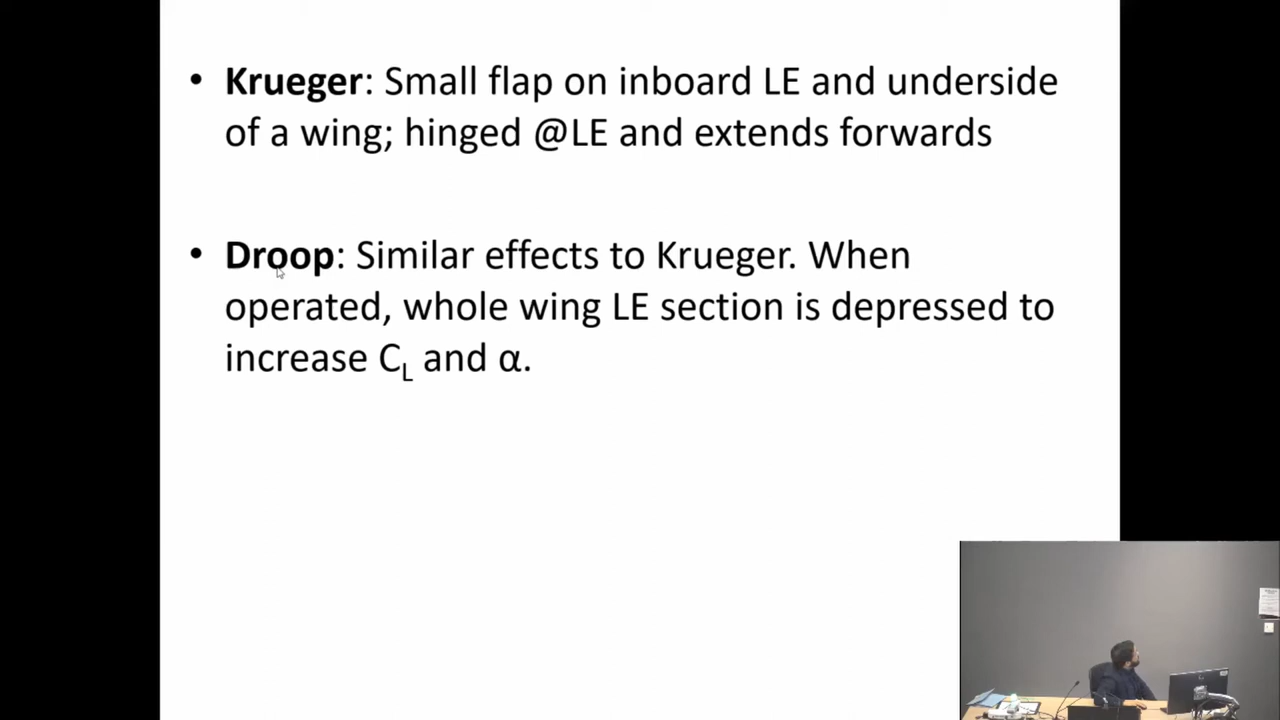 • Krueger: Small flap on inboard LE and underside
of a wing; hinged @LE and extends forwards
• Droop: Similar effects to Krueger. When
operated, whole wing LE section is depressed to
increase CL and α.